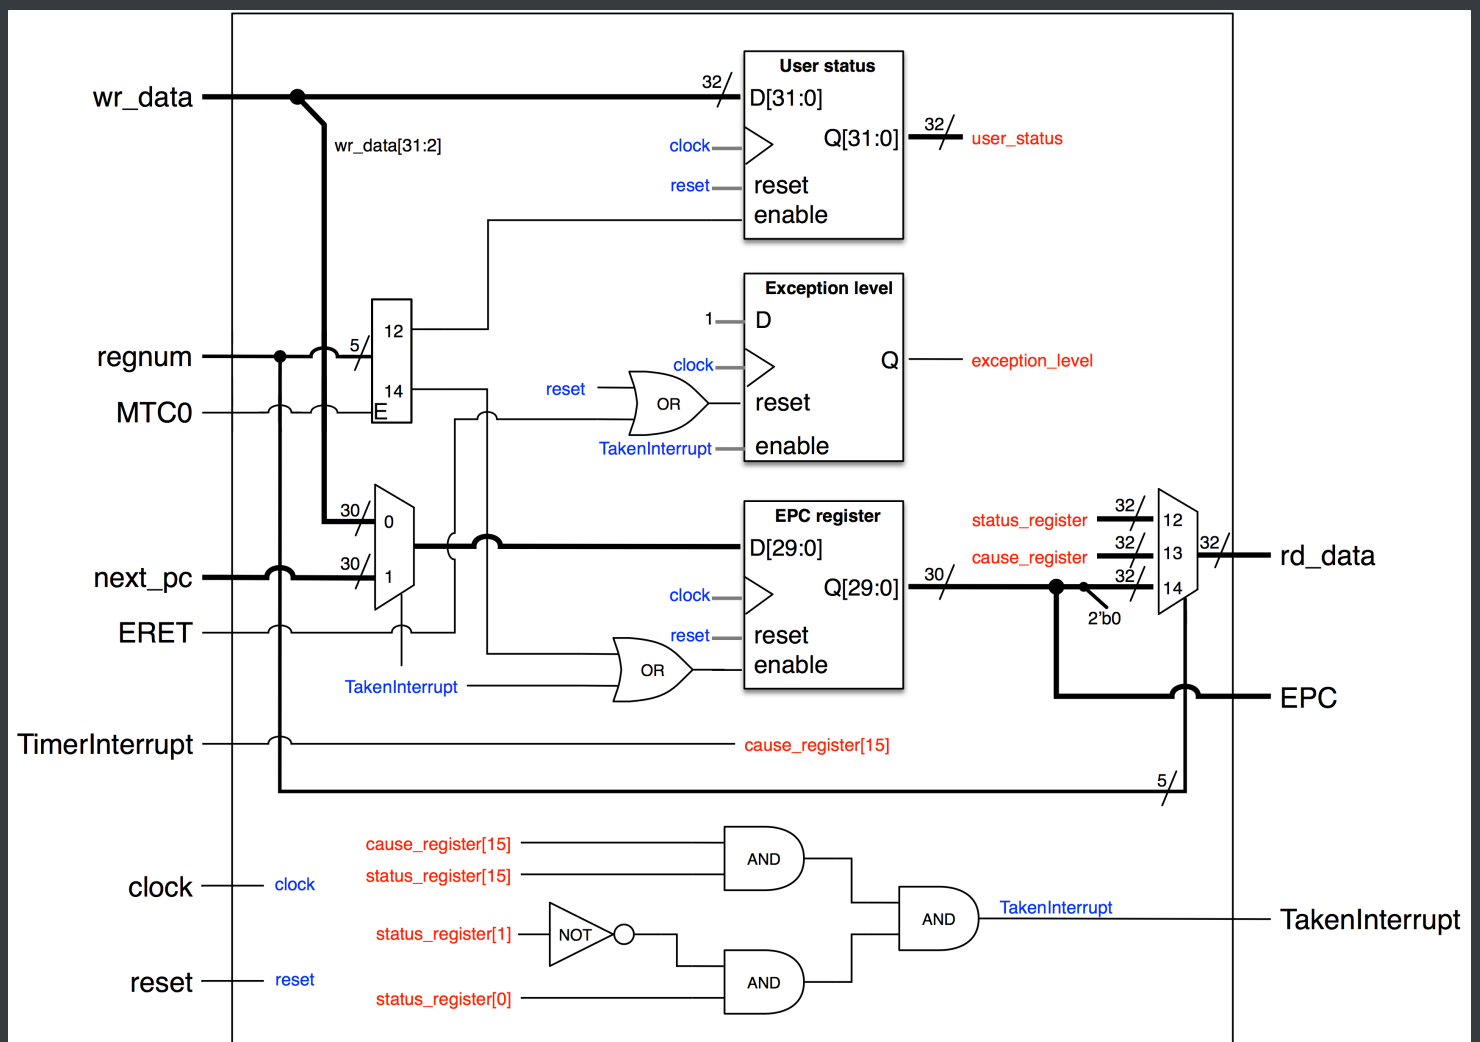 User status
wr_data
32
D[31:0]
wr_data[31:2]
clock
Q[31:0]
32
user_status
reset
reset
enable
Exception level
12
1
D
regnum
5
clock
Q
exception_level
14
reset
OR
reset
MTC0
E
TakenInterrupt
enable
EPC register
30
0
D[29:0]
status_register
32
12
cause_register
32
13
32
rd_data
next_pc
30
1
clock
Q[29:0]
30
32
14
2'b0
ERET
reset
reset
OR
enable
TakenInterrupt
EPC
TimerInterrupt
cause_register[15]
5
cause_register[15]
AND
status_register[15]
clock
clock
TakenInterrupt
AND
TakenInterrupt
status_register[1]
NOT
reset
reset
AND
status_register[0]